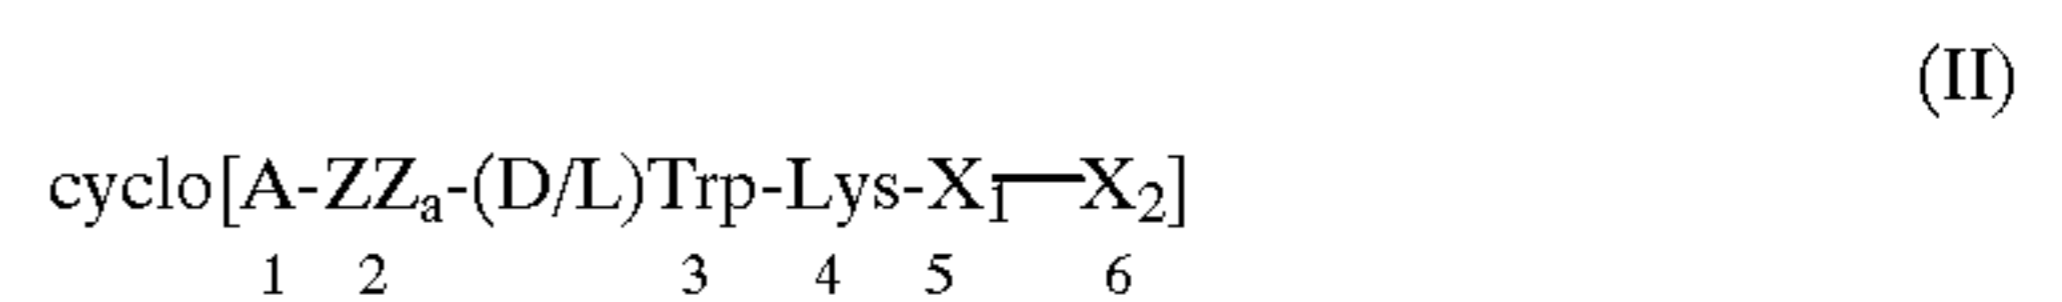 (II)
cyclo[A-ZZₐ-(D/L)Trp-Lys-X₁—X₂]
1 2 3 4 5 6